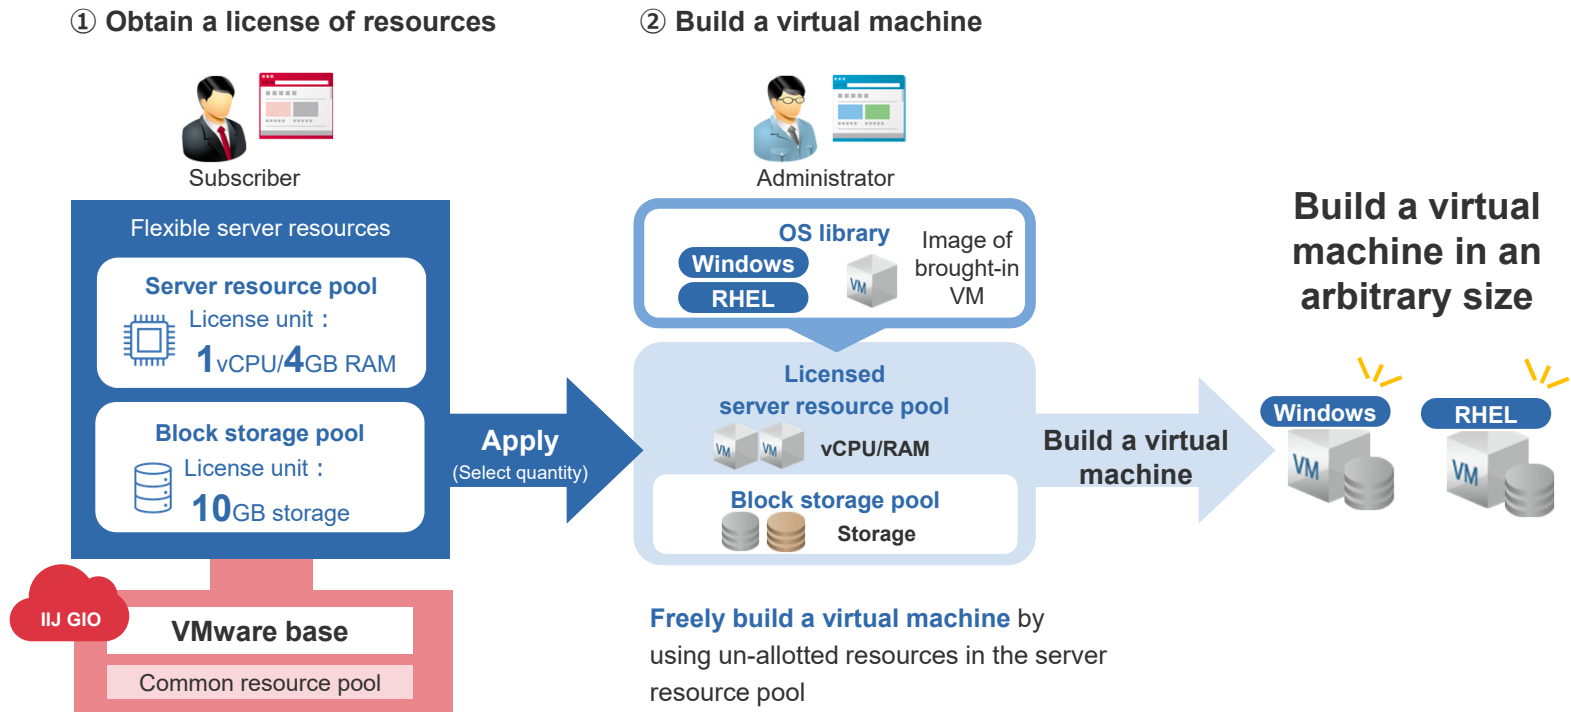 ① Obtain a license of resources
Subscriber
Flexible server resources
Server resource pool
License unit：
1vCPU/4GB RAM
Block storage pool
License unit：
10GB storage
IIJ GIO
VMware base
Common resource pool
Apply
(Select quantity)
② Build a virtual machine
Administrator
OS library
Windows
RHEL
VM
Image of
brought-in
VM
Licensed
server resource pool
VM
VM
vCPU/RAM
Block storage pool
Storage
Freely build a virtual machine by
using un-allotted resources in the server
resource pool
Build a virtual
machine
Build a virtual
machine in an
arbitrary size
Windows
VM
RHEL
VM